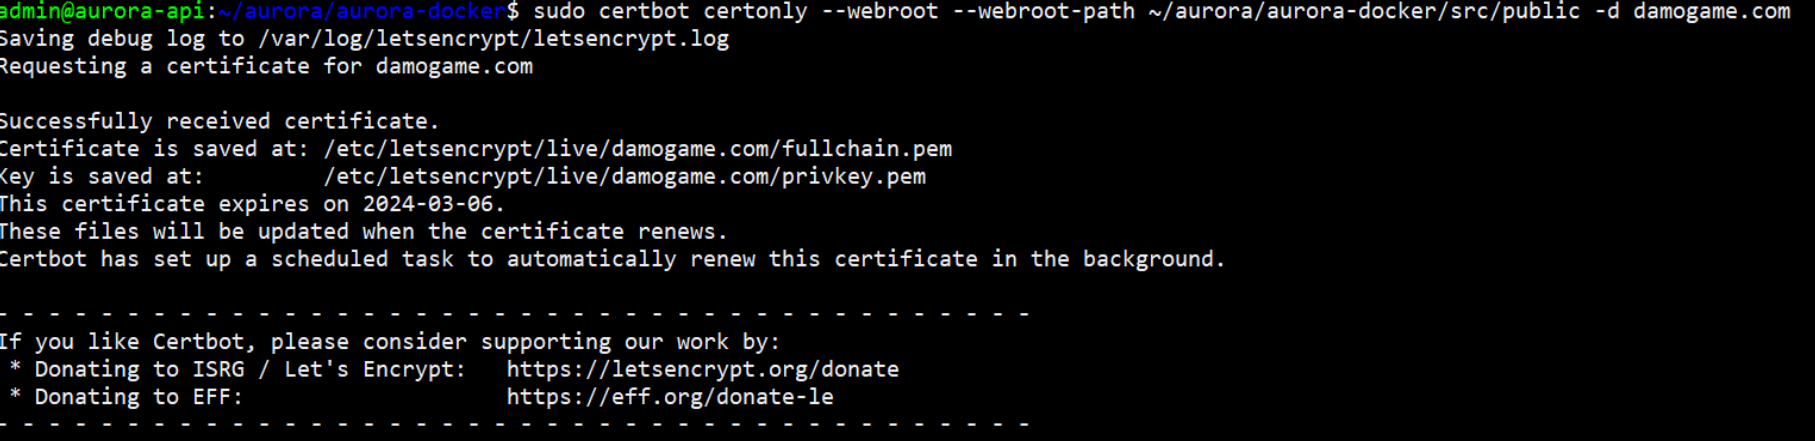 admin@aurora-api:~/aurora/aurora-docker$ sudo certbot certonly --webroot --webroot-path ~/aurora/aurora-docker/src/public -d damogame.com
Saving debug log to /var/log/letsencrypt/letsencrypt.log
Requesting a certificate for damogame.com
Successfully received certificate.
Certificate is saved at: /etc/letsencrypt/live/damogame.com/fullchain.pem
Key is saved at: /etc/letsencrypt/live/damogame.com/privkey.pem
This certificate expires on 2024-03-06.
These files will be updated when the certificate renews.
Certbot has set up a scheduled task to automatically renew this certificate in the background.
- - - - - - - - - - - - - - - - - - - - - - - - - - - - - - - - - - - - - - - -
If you like Certbot, please consider supporting our work by:
* Donating to ISRG / Let's Encrypt: https://letsencrypt.org/donate
* Donating to EFF: https://eff.org/donate-le
- - - - - - - - - - - - - - - - - - - - - - - - - - - - - - - - - - - - - - - -